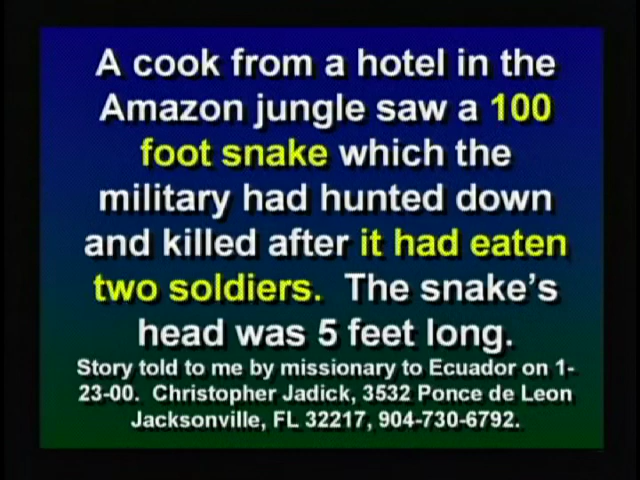 A cook from a hotel in the
Amazon jungle saw a 100
foot snake which the
military had hunted down
and killed after it had eaten
two soldiers. The snake's
head was 5 feet long.
Story told to me by missionary to Ecuador on 1-
23-00. Christopher Jadick, 3532 Ponce de Leon
Jacksonville, FL 32217, 904-730-6792.